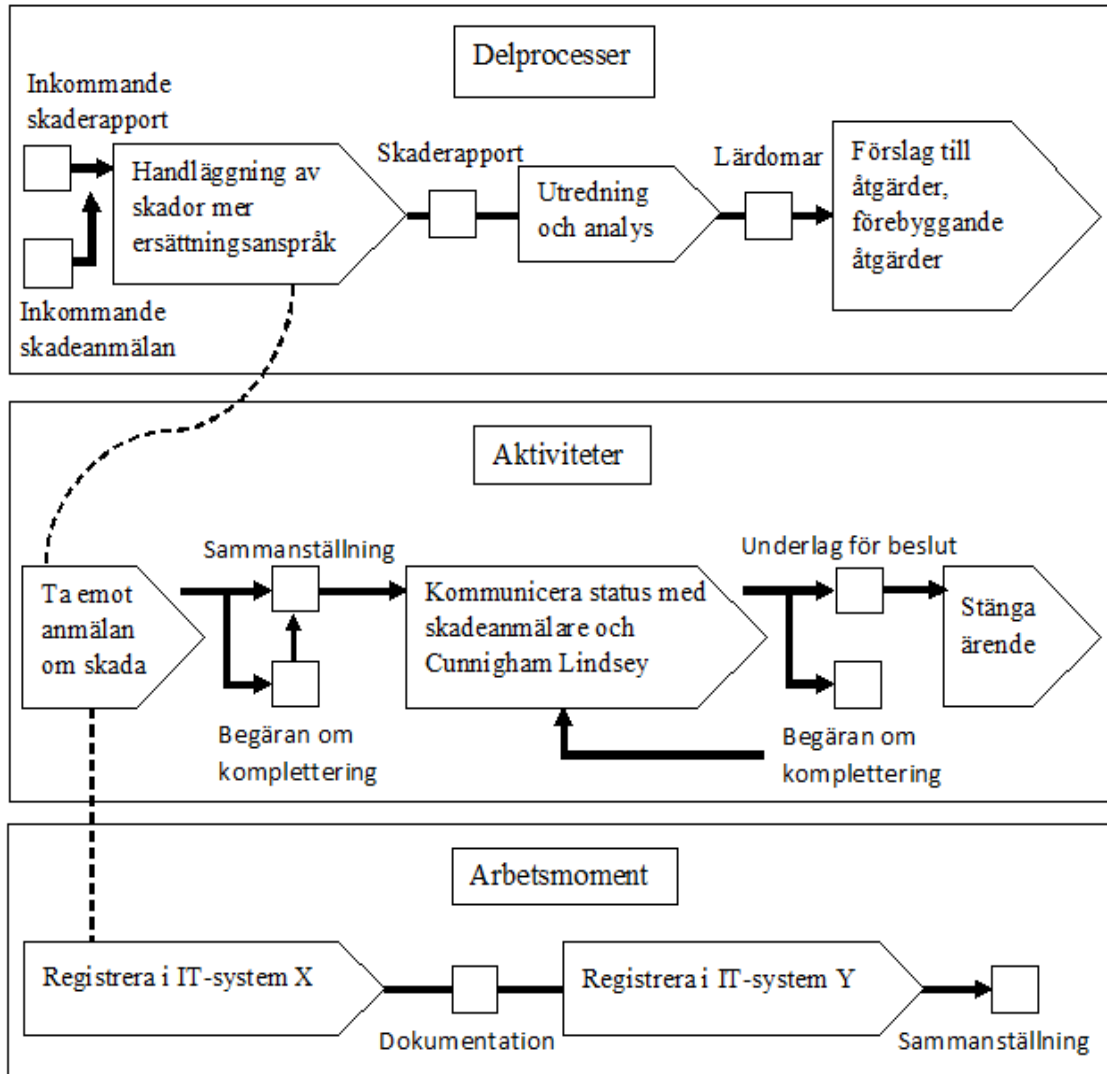 Delprocesser
Inkommande
skaderapport
Handläggning av
skador mer
ersättningsanspråk
Inkommande
skadeanmälan
Skaderapport
Utredning
och analys
Lärdomar
Förslag till
åtgärder,
förebyggande
åtgärder
Aktiviteter
Ta emot
anmälan
om skada
Sammanställning
Begäran om
komplettering
Kommunicera status med
skadeanmälare och
Cunnigham Lindsey
Underlag för beslut
Begäran om
komplettering
Stänga
ärende
Arbetsmoment
Registrera i IT-system X
Dokumentation
Registrera i IT-system Y
Sammanställning